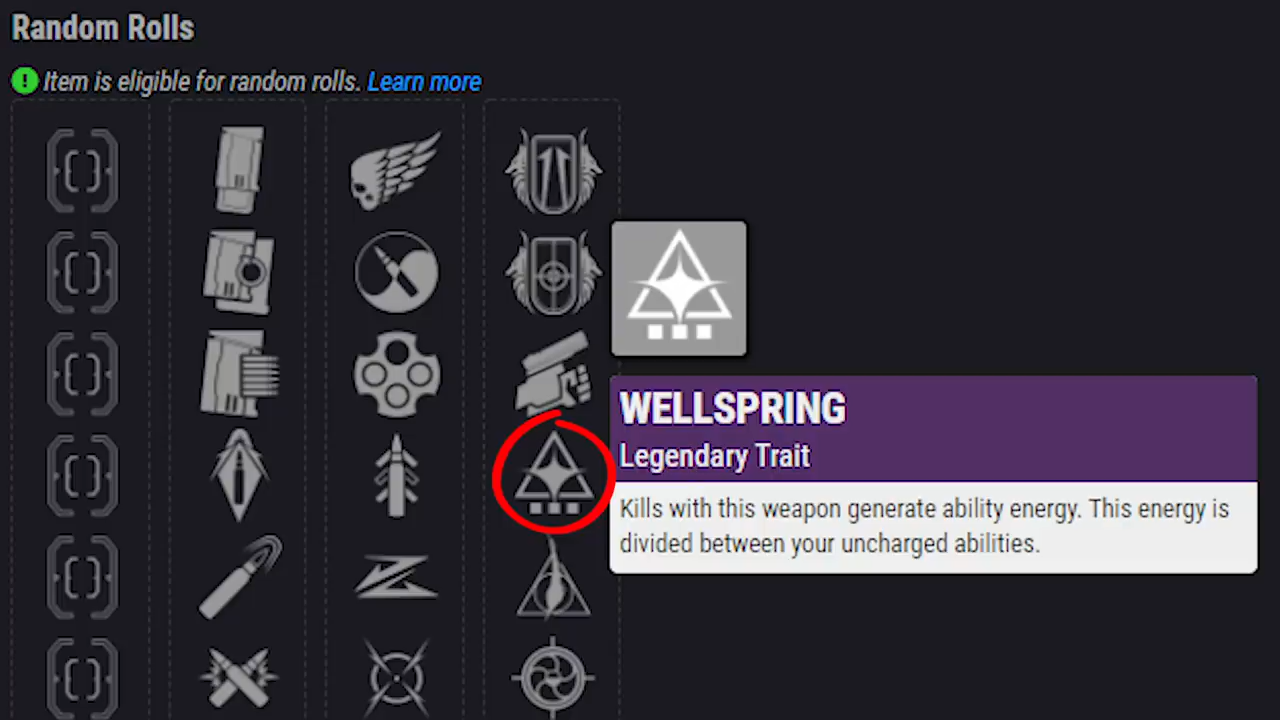 Random Rolls
Item is eligible for random rolls. Learn more
WELLSPRING
Legendary Trait
Kills with this weapon generate ability energy. This energy is
divided between your uncharged abilities.